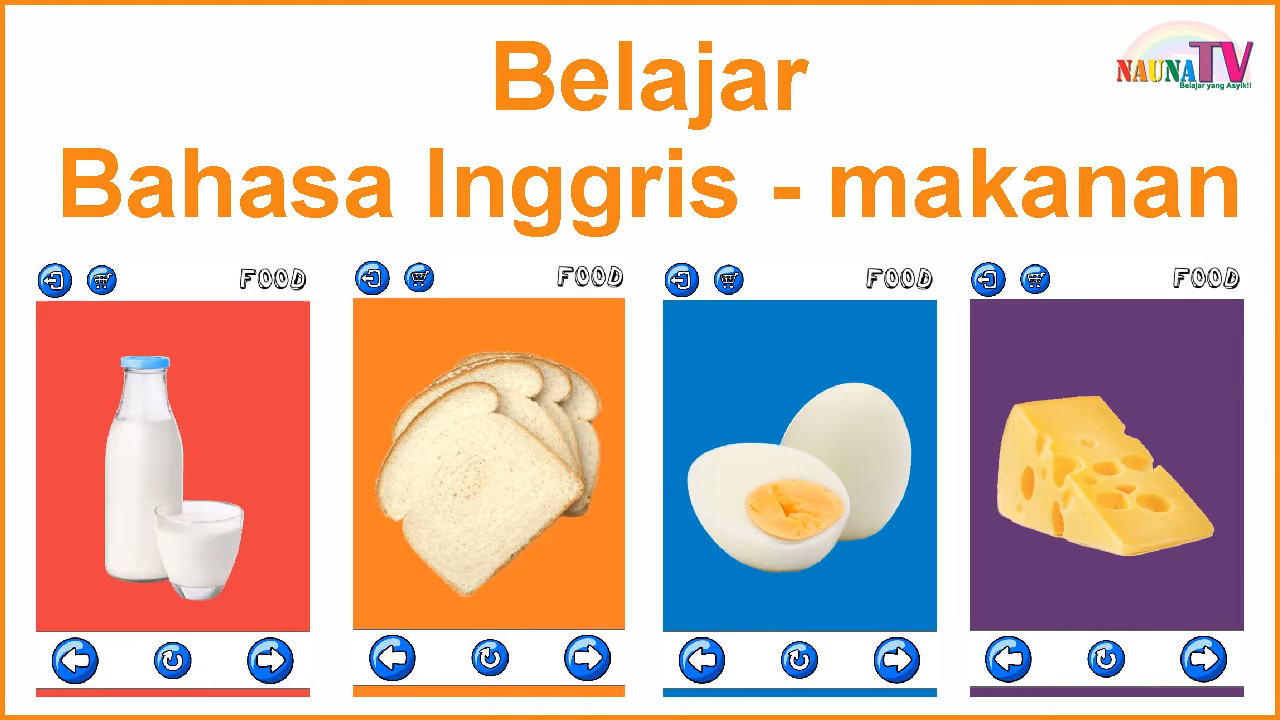 Belajar
NAUNA TV
Belajar yang Asyik!!
Bahasa Inggris - makanan
FOOD
FOOD
FOOD
FOOD